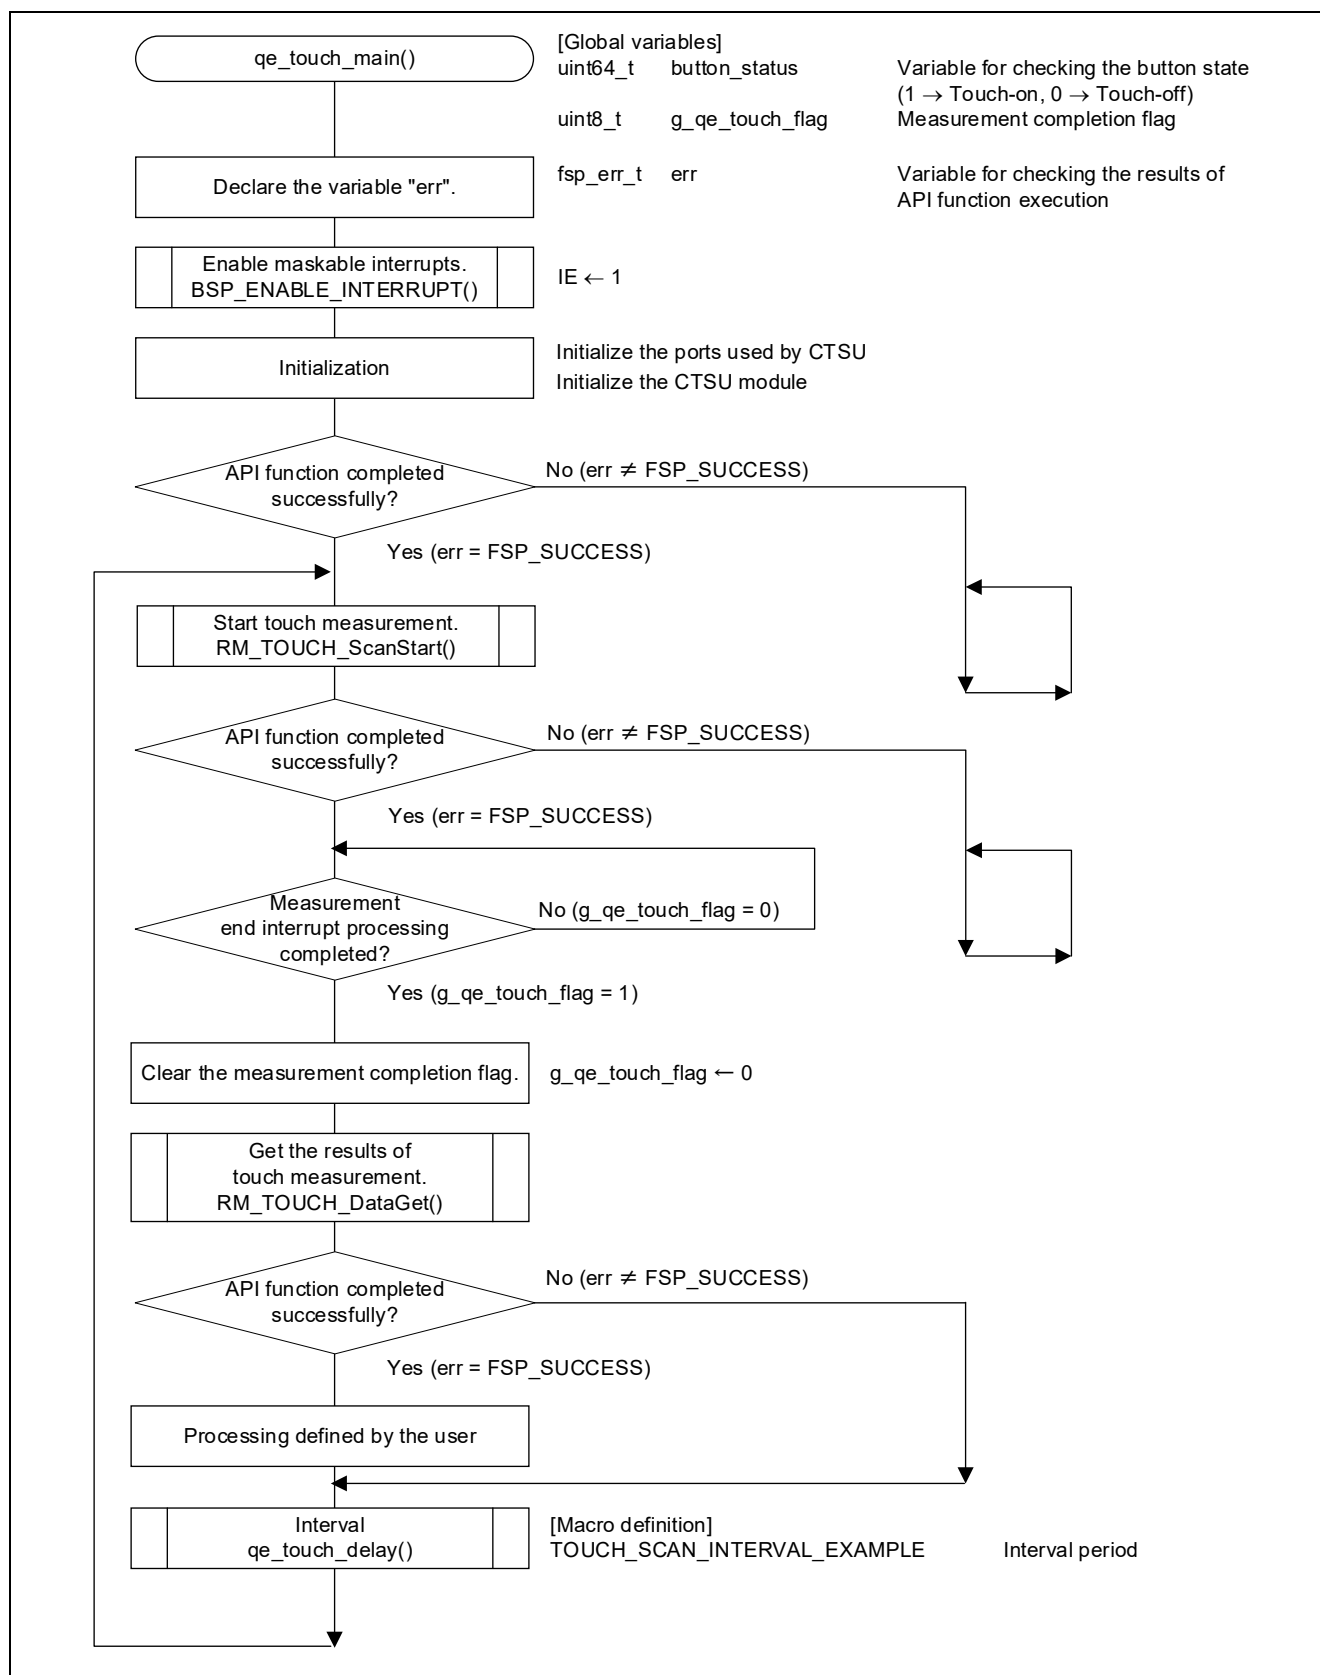 qe_touch_main()
[Global variables]
uint64_t button_status Variable for checking the button state
(1 → Touch-on, 0 → Touch-off)
uint8_t g_qe_touch_flag Measurement completion flag
Declare the variable "err".
fsp_err_t err Variable for checking the results of
API function execution
Enable maskable interrupts.
BSP_ENABLE_INTERRUPT()
IE ← 1
Initialization
Initialize the ports used by CTSU
Initialize the CTSU module
API function completed
successfully?
No (err ≠ FSP_SUCCESS)
Yes (err = FSP_SUCCESS)
Start touch measurement.
RM_TOUCH_ScanStart()
API function completed
successfully?
No (err ≠ FSP_SUCCESS)
Yes (err = FSP_SUCCESS)
Measurement
end interrupt processing
completed?
No (g_qe_touch_flag = 0)
Yes (g_qe_touch_flag = 1)
Clear the measurement completion flag.
g_qe_touch_flag ← 0
Get the results of
touch measurement.
RM_TOUCH_DataGet()
API function completed
successfully?
No (err ≠ FSP_SUCCESS)
Yes (err = FSP_SUCCESS)
Processing defined by the user
Interval
qe_touch_delay()
[Macro definition]
TOUCH_SCAN_INTERVAL_EXAMPLE Interval period